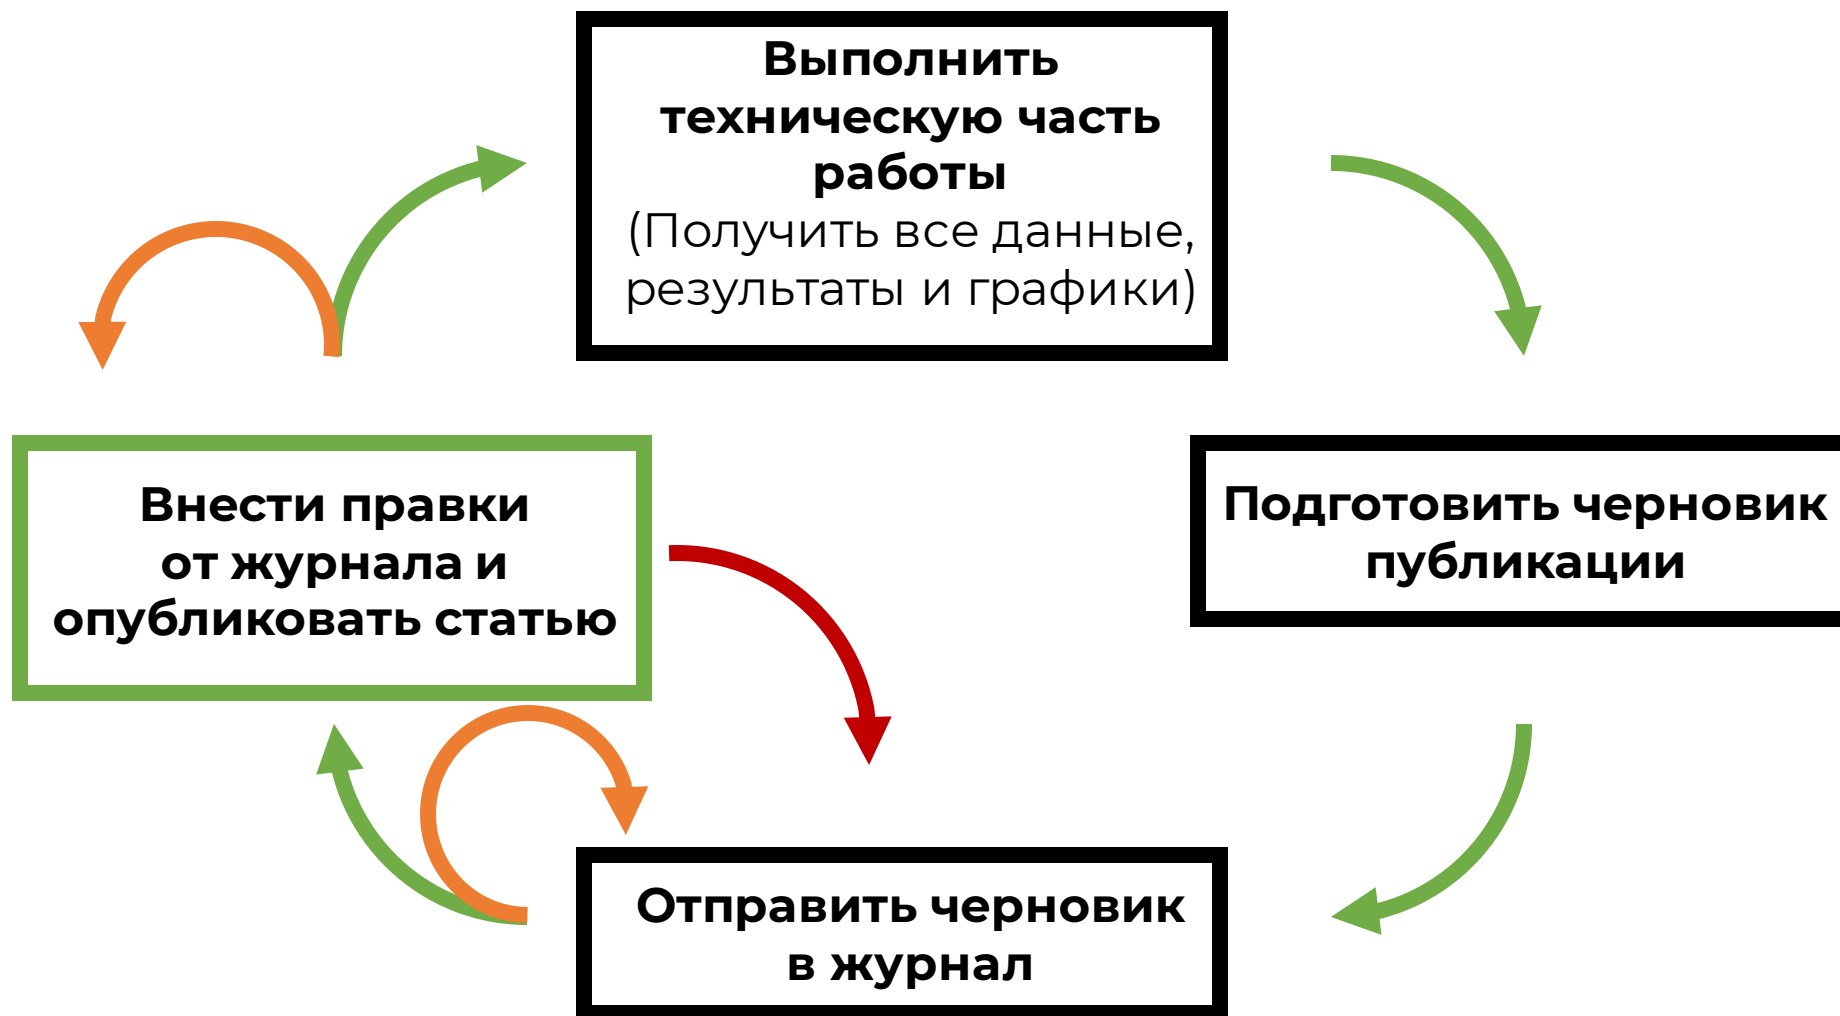 Выполнить
техническую часть
работы
(Получить все данные,
результаты и графики)
Внести правки
от журнала и
опубликовать статью
Подготовить черновик
публикации
Отправить черновик
в журнал